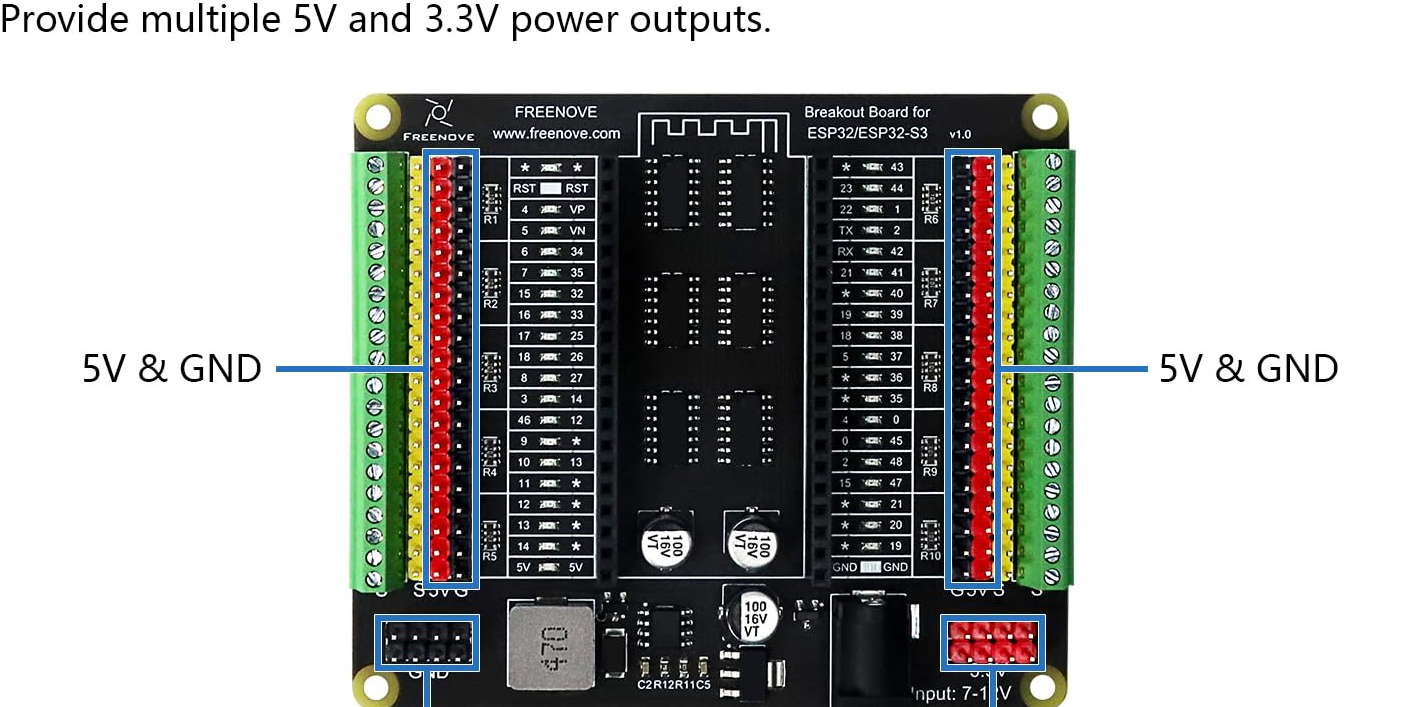 Provide multiple 5V and 3.3V power outputs.
FREENOVE
FREENOVE
www.freenove.com
Breakout Board for
ESP32/ESP32-S3 v1.0
* *
RST RST
4 VP
5 VN
6 34
7 35
15 32
16 33
17 25
18 26
8 27
3 14
46 12
9 *
10 13
11 *
12 *
13 *
14 *
5V 5V
R1
R2
R3
R4
R5
* 43
23 44
22 1
TX 2
RX 42
21 41
* 40
19 39
18 38
5 37
* 36
* 35
4 0
0 45
2 48
15 47
* 21
* 20
* 19
GND GND
R6
R7
R8
R9
R10
5V & GND
5V & GND
100
16V
VT
100
16V
VT
100
16V
VT
S S 5V G
G 5V S S
470
C2 R12 R11 C5
GND
3.3V
Input: 7-12V